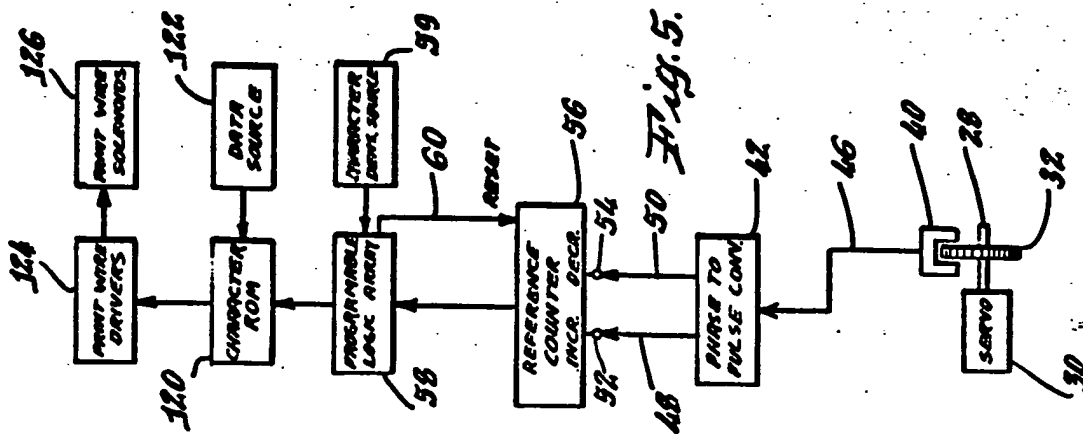 126
PRINT WIRE
SOLENOIDS
122
DATA
SOURCE
99
CHARACTER
DENS. SOURCE
124
PRINT WIRE
DRIVERS
120
CHARACTER
ROM
58
PROGRAMMABLE
LOGIC ARRAY
60
RESET
56
REFERENCE
COUNTER
INCR. DECR.
52
54
48
50
Fig. 5.
42
PHASE TO
PULSE CONV.
46
40
28
32
SERVO
30